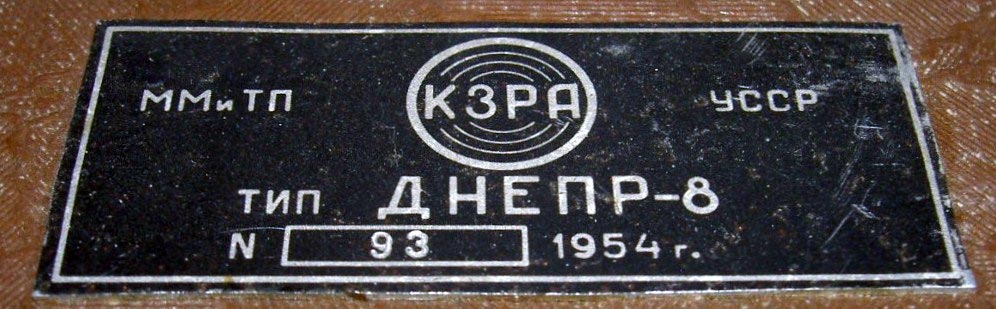 ММиТП КЗРА УССР
ТИП ДНЕПР-8
N 93 1954 г.